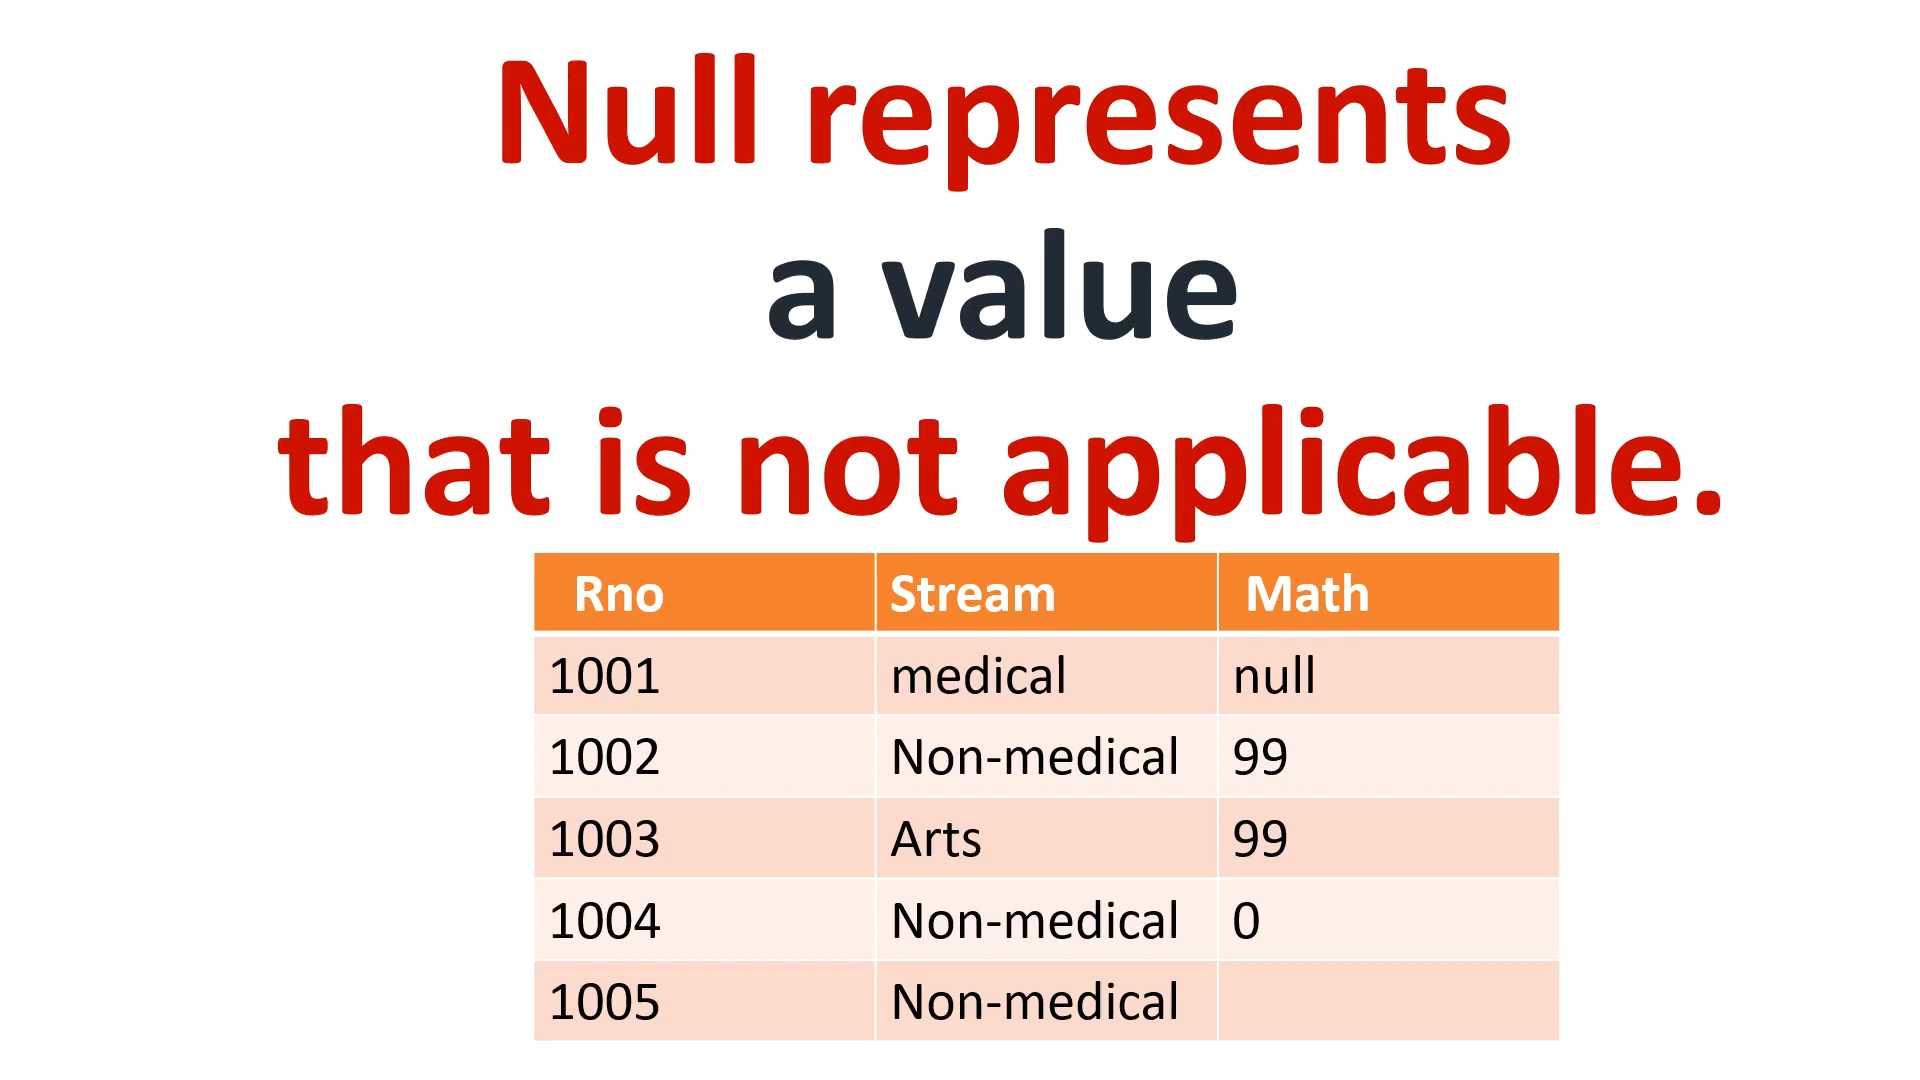 Null represents
a value
that is not applicable.
Rno Stream Math
1001 medical null
1002 Non-medical 99
1003 Arts 99
1004 Non-medical 0
1005 Non-medical